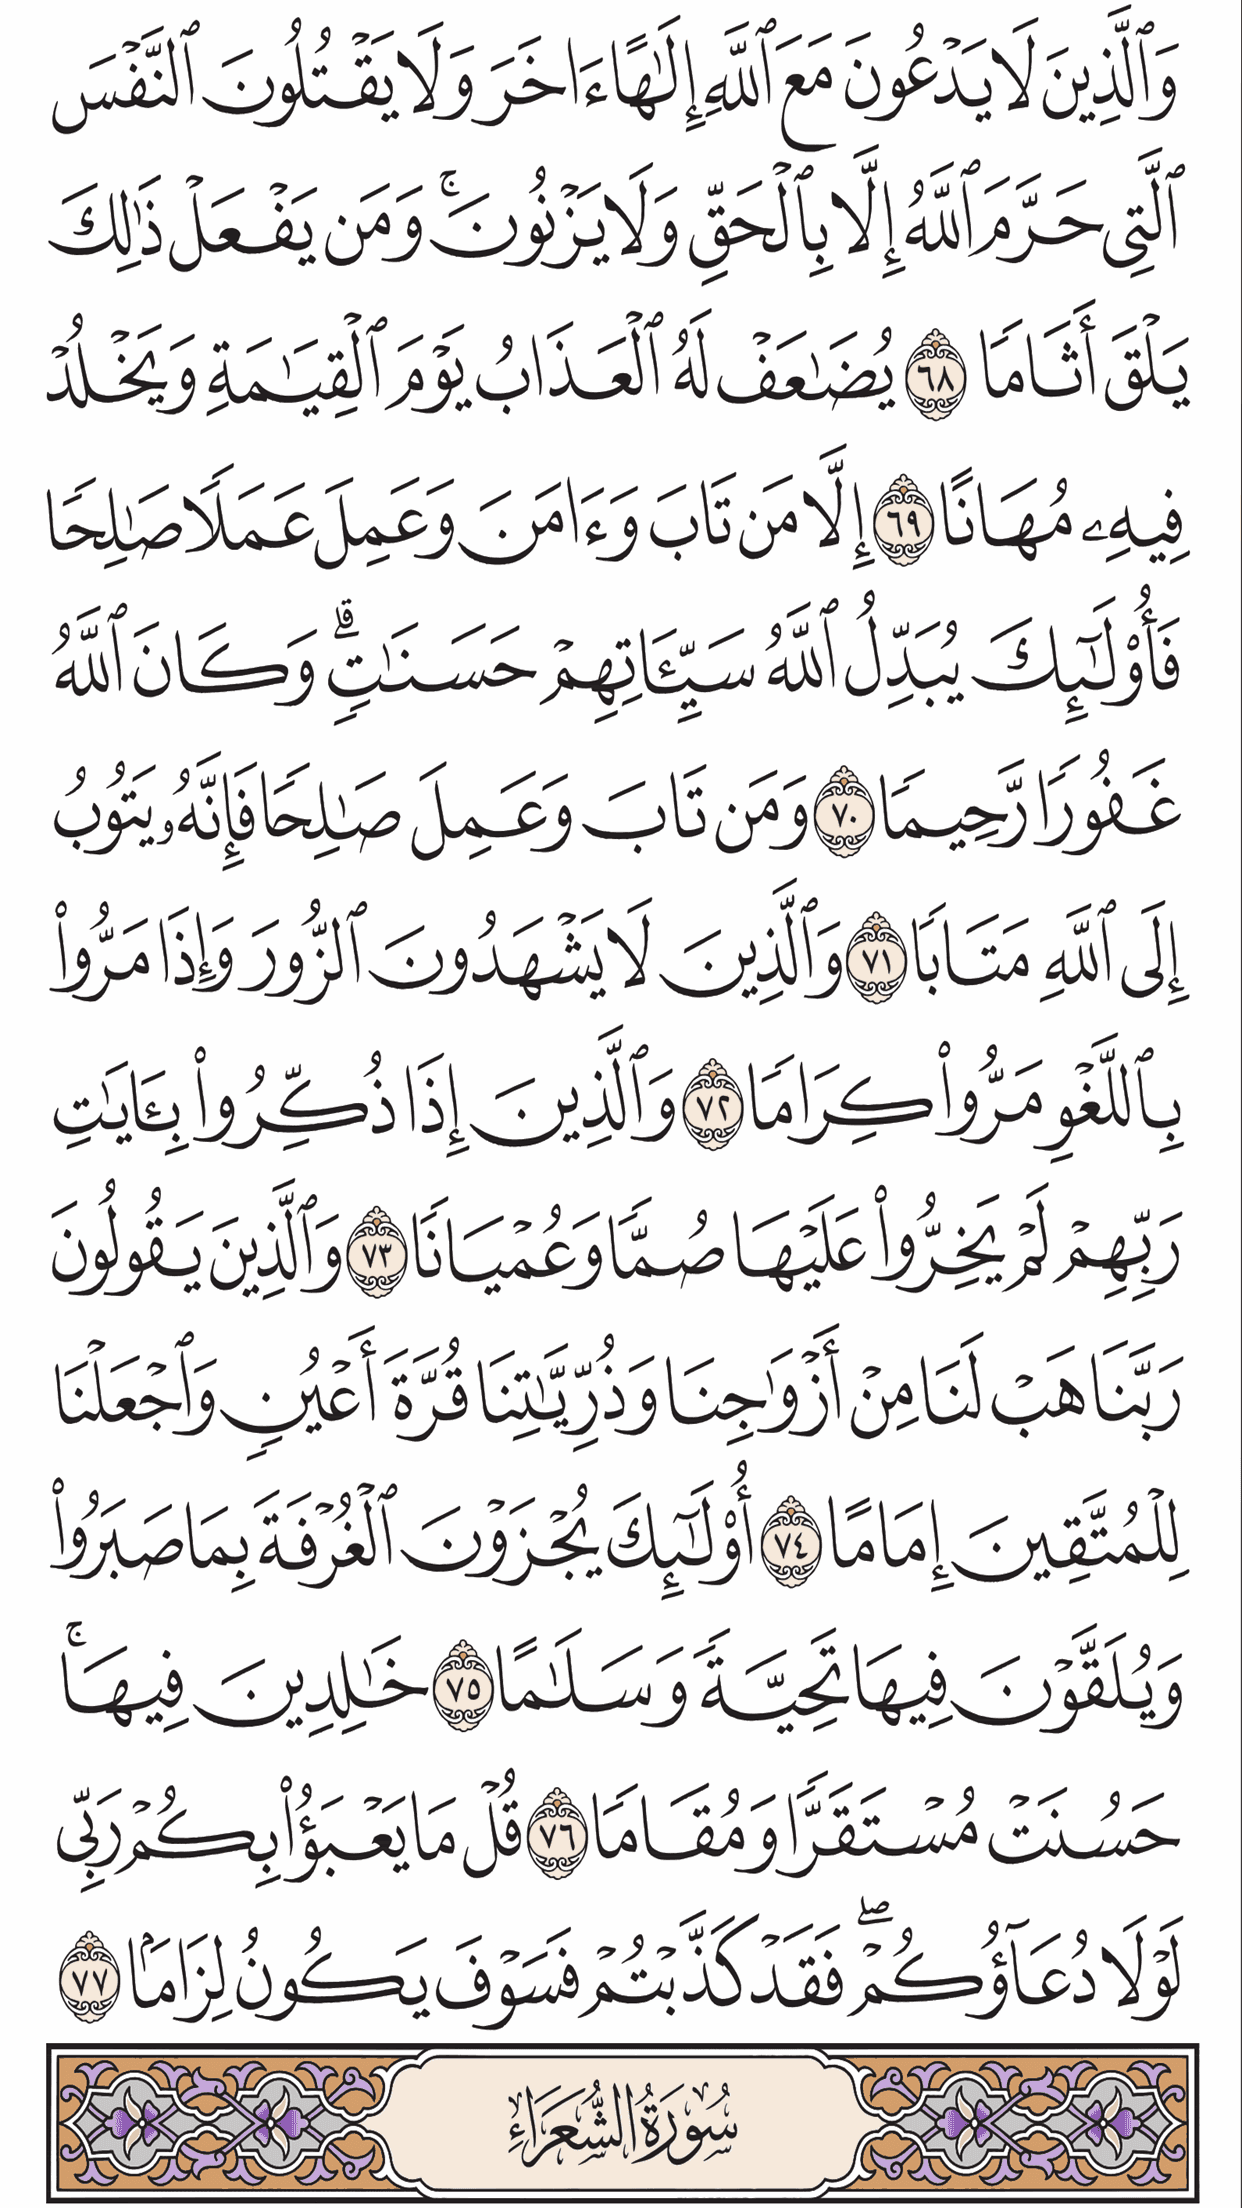 وَٱلَّذِينَ لَا يَدْعُونَ مَعَ ٱللَّهِ إِلَٰهًا ءَاخَرَ وَلَا يَقْتُلُونَ ٱلنَّفْسَ
ٱلَّتِى حَرَّمَ ٱللَّهُ إِلَّا بِٱلْحَقِّ وَلَا يَزْنُونَ ۚ وَمَن يَفْعَلْ ذَٰلِكَ
يَلْقَ أَثَامًا ٦٨ يُضَٰعَفْ لَهُ ٱلْعَذَابُ يَوْمَ ٱلْقِيَٰمَةِ وَيَخْلُدْ
فِيهِۦ مُهَانًا ٦٩ إِلَّا مَن تَابَ وَءَامَنَ وَعَمِلَ عَمَلًا صَٰلِحًا
فَأُو۟لَٰٓئِكَ يُبَدِّلُ ٱللَّهُ سَيِّـَٔاتِهِمْ حَسَنَٰتٍ ۗ وَكَانَ ٱللَّهُ
غَفُورًا رَّحِيمًا ٧٠ وَمَن تَابَ وَعَمِلَ صَٰلِحًا فَإِنَّهُۥ يَتُوبُ
إِلَى ٱللَّهِ مَتَابًا ٧١ وَٱلَّذِينَ لَا يَشْهَدُونَ ٱلزُّورَ وَإِذَا مَرُّوا۟
بِٱللَّغْوِ مَرُّوا۟ كِرَامًا ٧٢ وَٱلَّذِينَ إِذَا ذُكِّرُوا۟ بِـَٔايَٰتِ
رَبِّهِمْ لَمْ يَخِرُّوا۟ عَلَيْهَا صُمًّا وَعُمْيَانًا ٧٣ وَٱلَّذِينَ يَقُولُونَ
رَبَّنَا هَبْ لَنَا مِنْ أَزْوَٰجِنَا وَذُرِّيَّٰتِنَا قُرَّةَ أَعْيُنٍ وَٱجْعَلْنَا
لِلْمُتَّقِينَ إِمَامًا ٧٤ أُو۟لَٰٓئِكَ يُجْزَوْنَ ٱلْغُرْفَةَ بِمَا صَبَرُوا۟
وَيُلَقَّوْنَ فِيهَا تَحِيَّةً وَسَلَٰمًا ٧٥ خَٰلِدِينَ فِيهَا ۚ
حَسُنَتْ مُسْتَقَرًّا وَمُقَامًا ٧٦ قُلْ مَا يَعْبَؤُا۟ بِكُمْ رَبِّى
لَوْلَا دُعَآؤُكُمْ ۖ فَقَدْ كَذَّبْتُمْ فَسَوْفَ يَكُونُ لِزَامًۢا ٧٧
سُورَةُ الشُّعَرَاءِ